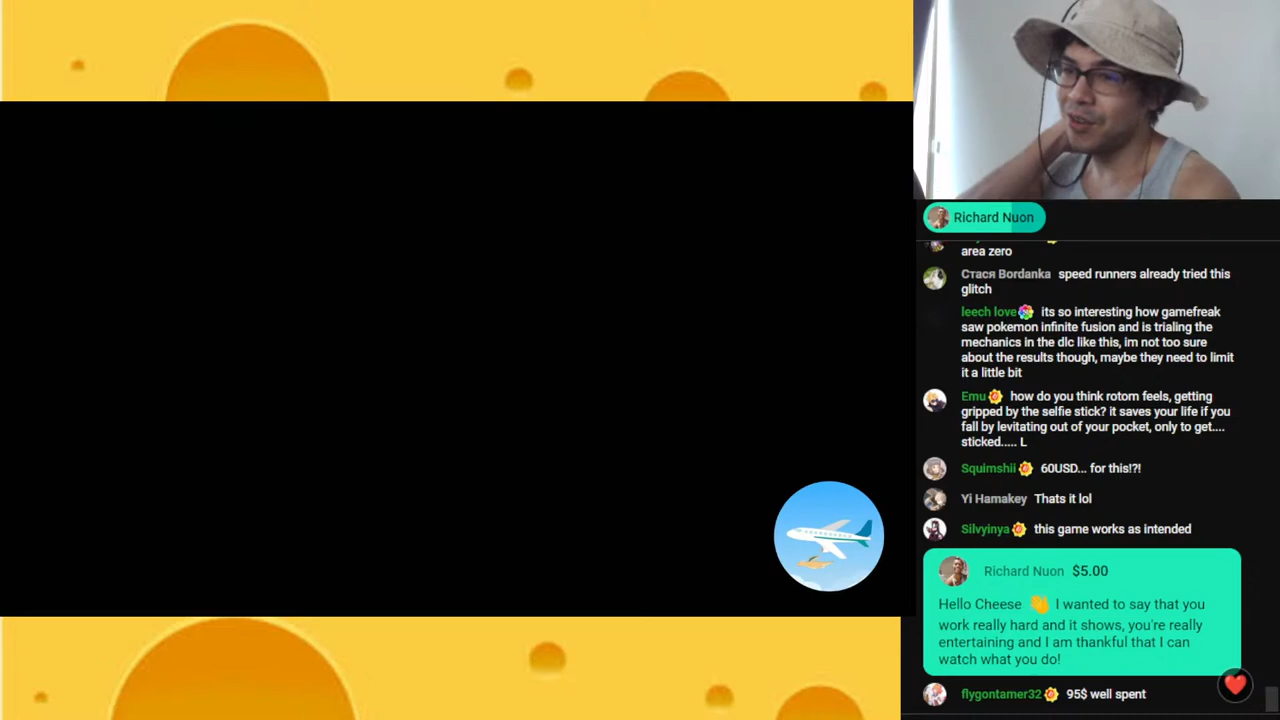 Richard Nuon
area zero
Стася Bordanka speed runners already tried this
glitch
leech love its so interesting how gamefreak
saw pokemon infinite fusion and is trialing the
mechanics in the dlc like this, im not too sure
about the results though, maybe they need to limit
it a little bit
Emu how do you think rotom feels, getting
gripped by the selfie stick? it saves your life if you
fall by levitating out of your pocket, only to get....
sticked..... L
Squimshii 60USD... for this!?!
Yi Hamakey Thats it lol
Silvyinya this game works as intended
Richard Nuon $5.00
Hello Cheese 👋 I wanted to say that you
work really hard and it shows, you're really
entertaining and I am thankful that I can
watch what you do!
flygontamer32 95$ well spent